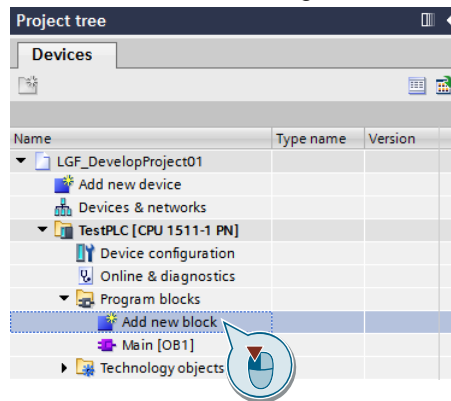 Project tree
Devices
Name Type name Version
LGF_DevelopProject01
Add new device
Devices & networks
TestPLC [CPU 1511-1 PN]
Device configuration
Online & diagnostics
Program blocks
Add new block
Main [OB1]
Technology objects